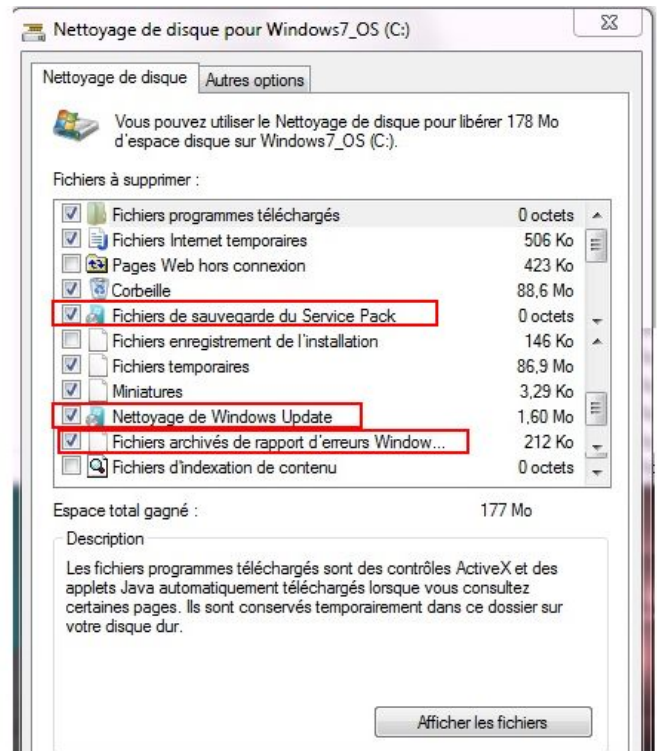 Nettoyage de disque pour Windows7_OS (C:)
Nettoyage de disque
Autres options
Vous pouvez utiliser le Nettoyage de disque pour libérer 178 Mo
d'espace disque sur Windows7_OS (C:).
Fichiers à supprimer :
Fichiers programmes téléchargés 0 octets
Fichiers Internet temporaires 506 Ko
Pages Web hors connexion 423 Ko
Corbeille 88,6 Mo
Fichiers de sauvegarde du Service Pack 0 octets
Fichiers enregistrement de l'installation 146 Ko
Fichiers temporaires 86,9 Mo
Miniatures 3,29 Ko
Nettoyage de Windows Update 1,60 Mo
Fichiers archivés de rapport d'erreurs Window... 212 Ko
Fichiers d'indexation de contenu 0 octets
Espace total gagné : 177 Mo
Description
Les fichiers programmes téléchargés sont des contrôles ActiveX et des
applets Java automatiquement téléchargés lorsque vous consultez
certaines pages. Ils sont conservés temporairement dans ce dossier sur
votre disque dur.
Afficher les fichiers